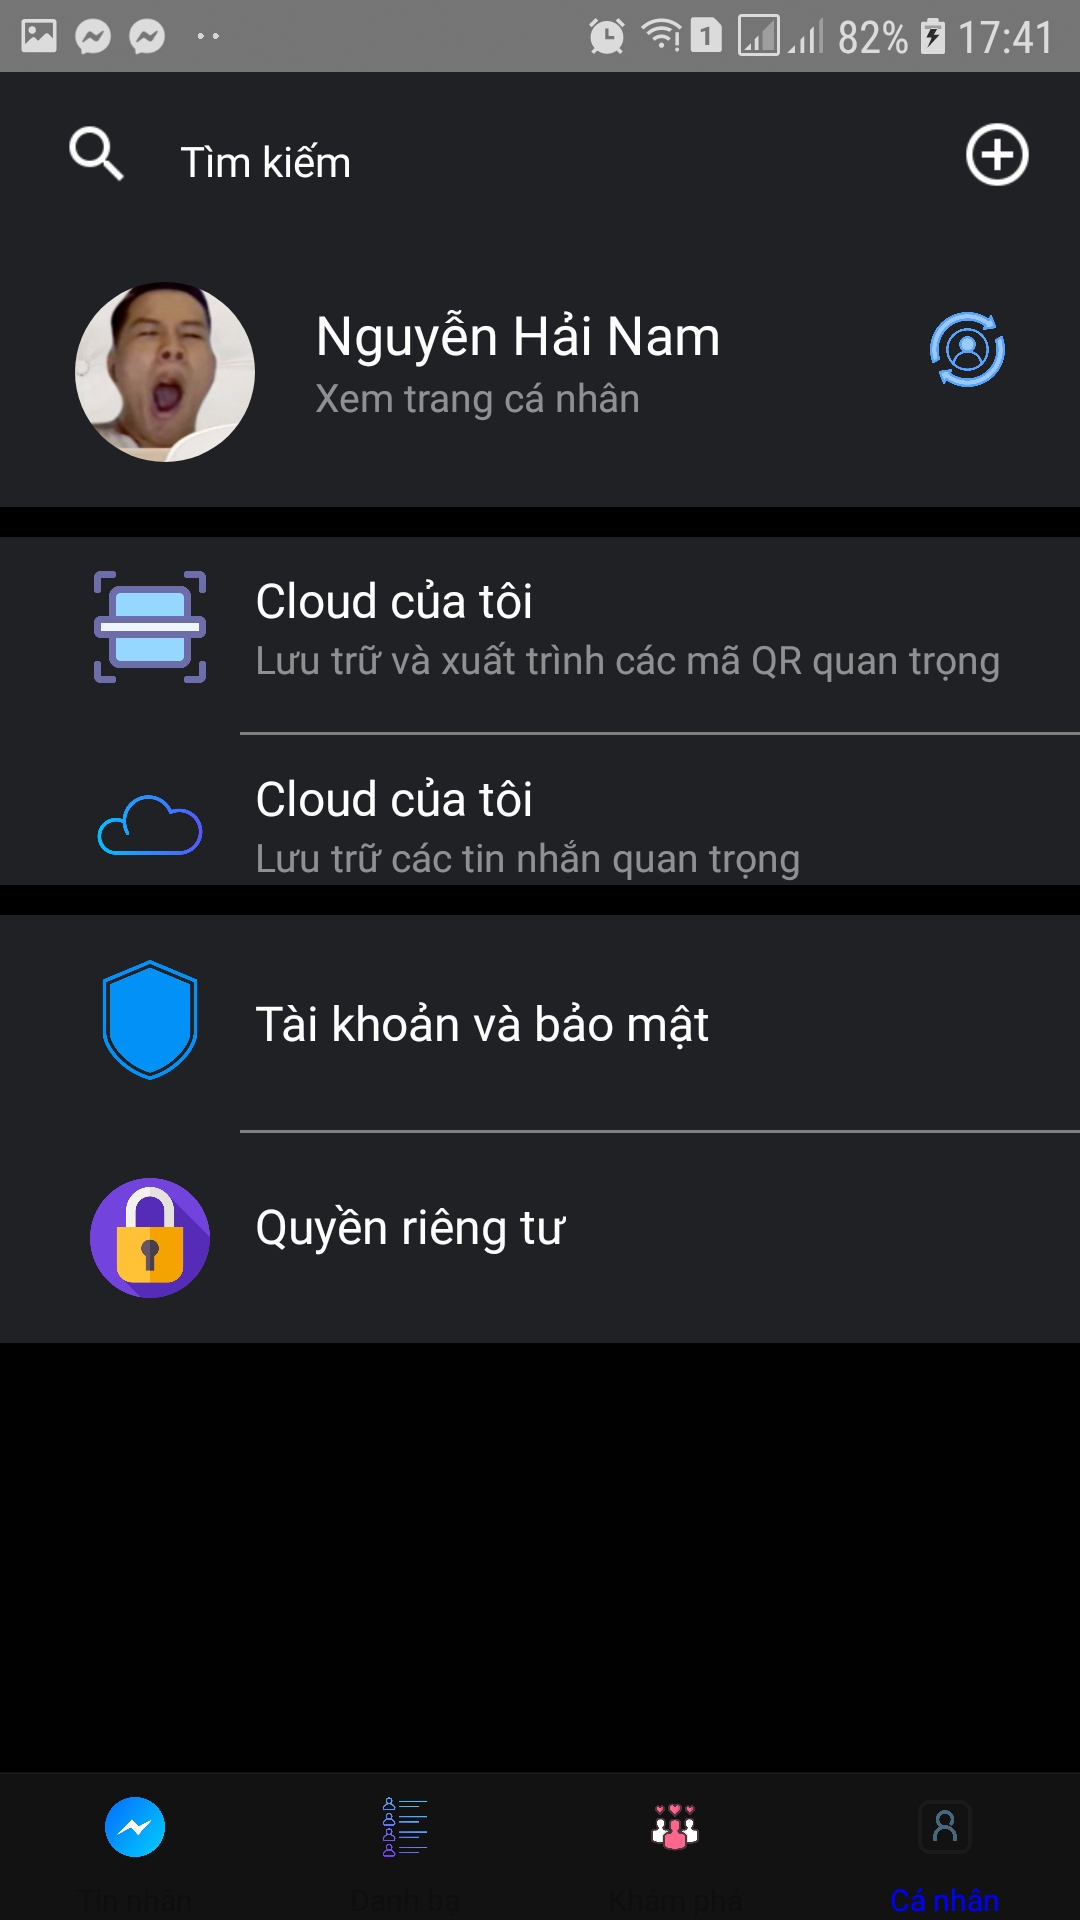 82% 17:41
Tìm kiếm
Nguyễn Hải Nam
Xem trang cá nhân
Cloud của tôi
Lưu trữ và xuất trình các mã QR quan trọng
Cloud của tôi
Lưu trữ các tin nhắn quan trọng
Tài khoản và bảo mật
Quyền riêng tư
Tin nhắn Danh bạ Khám phá Cá nhân